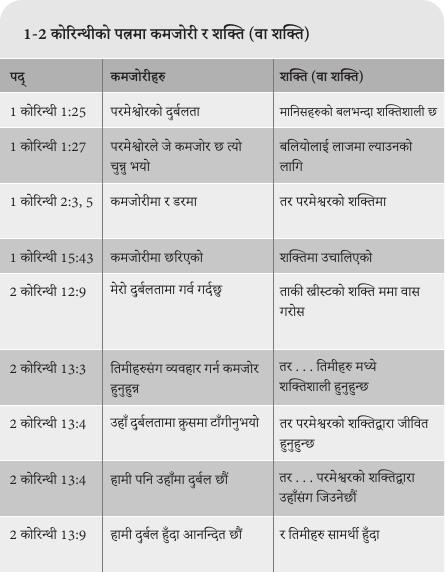 1-2 कोरिन्थीको पत्रमा कमजोरी र शक्ति (वा शक्ति)
पद् कमजोरीहरु शक्ति (वा शक्ति)
1 कोरिन्थी 1:25 परमेश्वोरको दुर्बलता मानिसहरुको बलभन्दा शक्तिशाली छ
1 कोरिन्थी 1:27 परमेश्वोरले जे कमजोर छ त्यो बलियोलाई लाजमा ल्याउनको
चुन्नु भयो लागि
1 कोरिन्थी 2:3, 5 कमजोरीमा र डरमा तर परमेश्वरको शक्तिमा
1 कोरिन्थी 15:43 कमजोरीमा छरिएको शक्तिमा उचालिएको
2 कोरिन्थी 12:9 मेरो दुर्बलतामा गर्व गर्दछु ताकी ख्रीस्टको शक्ति ममा वास
गरोस
2 कोरिन्थी 13:3 तिमीहरुसंग व्यवहार गर्न कमजोर तर . . . तिमीहरु मध्ये
हुनुहुन्न शक्तिशाली हुनुहुन्छ
2 कोरिन्थी 13:4 उहाँ दुर्बलतामा क्रुसमा टाँगीनुभयो तर परमेश्वरको शक्तिद्वारा जीवित
हुनुहुन्छ
2 कोरिन्थी 13:4 हामी पनि उहाँमा दुर्बल छौं तर . . . परमेश्वरको शक्तिद्वारा
उहाँसंग जिउनेछौं
2 कोरिन्थी 13:9 हामी दुर्बल हुँदा आनन्दित छौं र तिमीहरु सामर्थी हुँदा